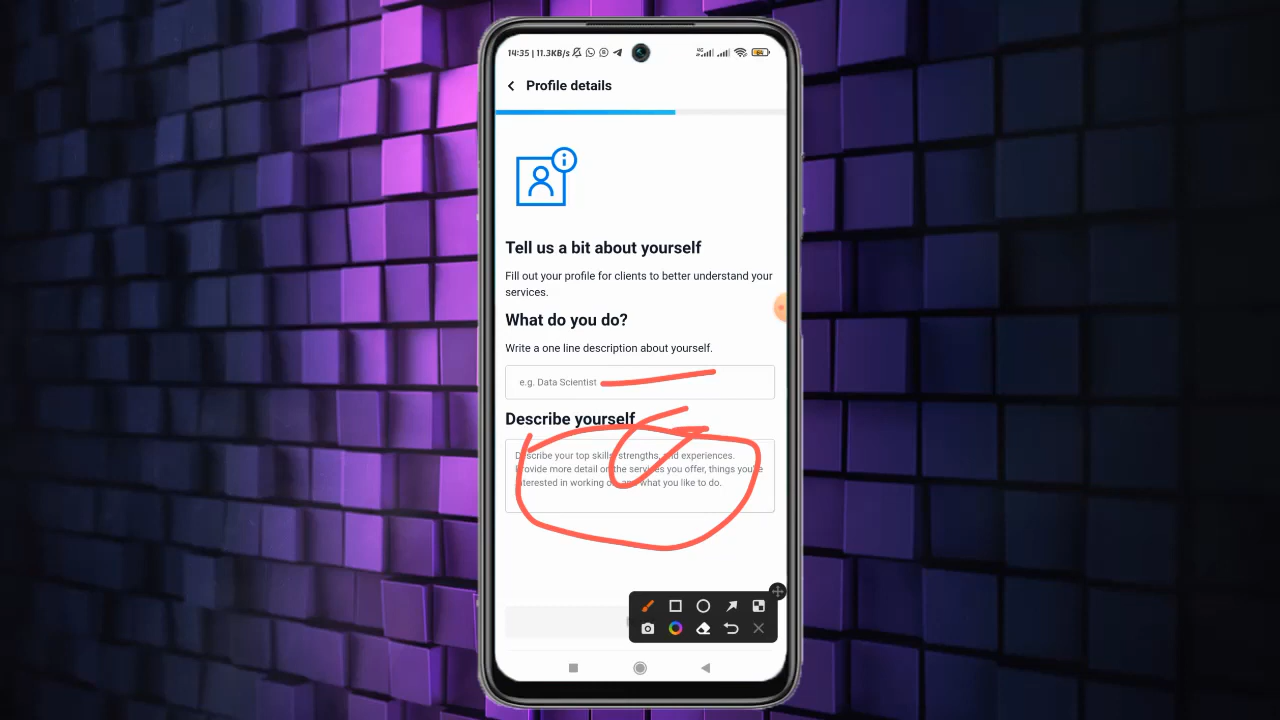 14:35 | 11.3KB/s 4G 64
Profile details
Tell us a bit about yourself
Fill out your profile for clients to better understand your
services.
What do you do?
Write a one line description about yourself.
e.g. Data Scientist
Describe yourself
Describe your top skills, strengths, and experiences.
Provide more detail on the services you offer, things you're
interested in working on, and what you like to do.